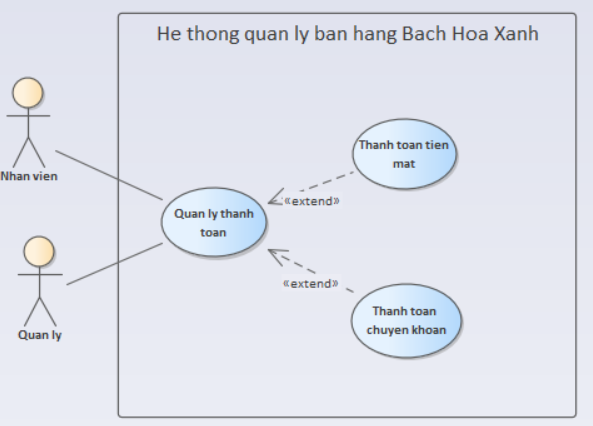 He thong quan ly ban hang Bach Hoa Xanh
Thanh toan tien
mat
Nhan vien
«extend»
Quan ly thanh
toan
«extend»
Thanh toan
chuyen khoan
Quan ly